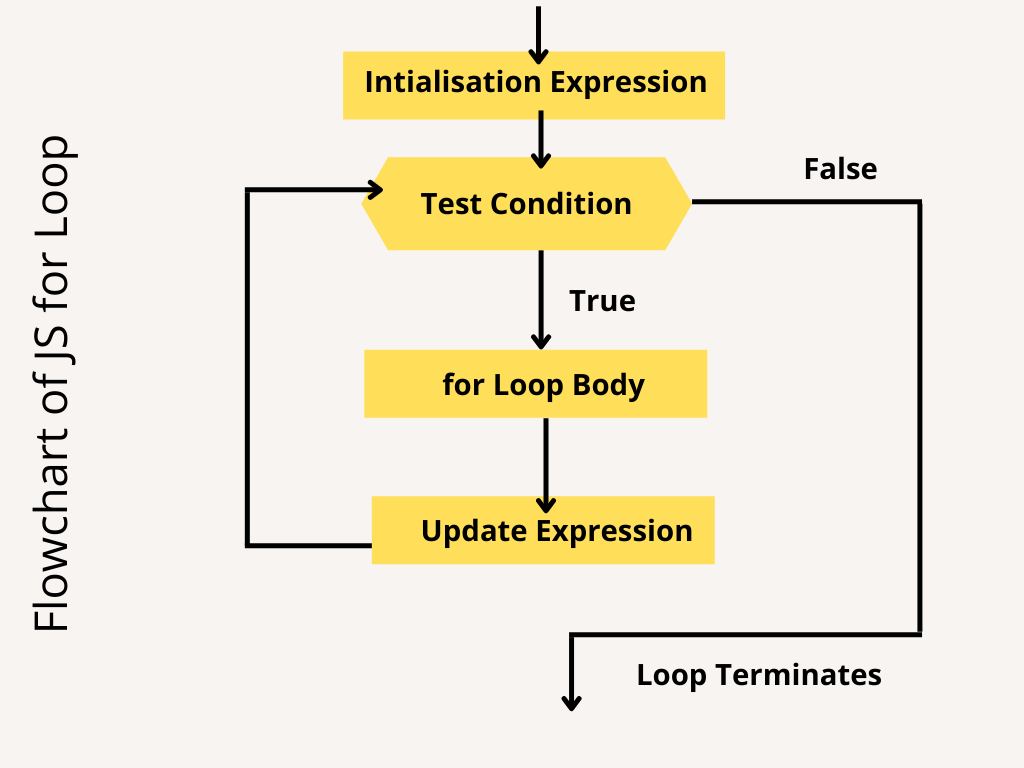 Flowchart of JS for Loop
Intialisation Expression
Test Condition
False
True
for Loop Body
Update Expression
Loop Terminates